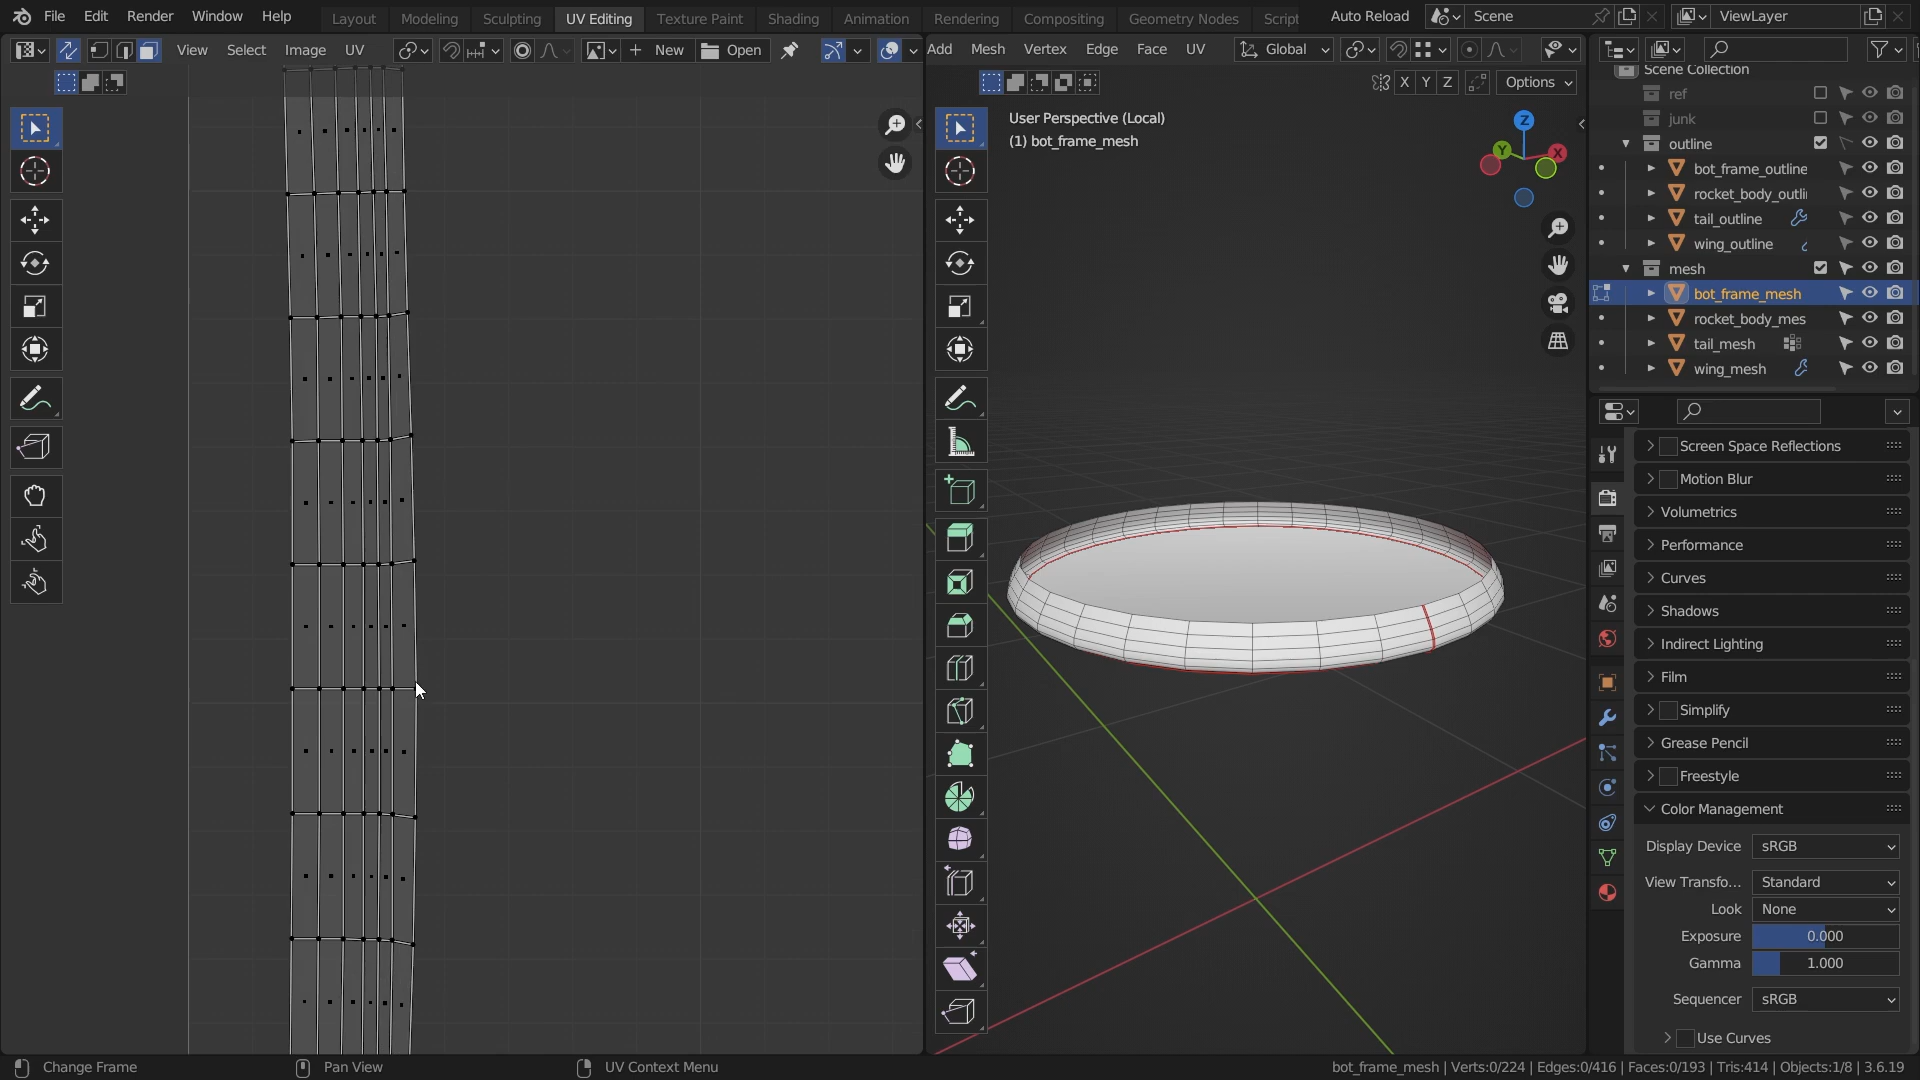 File Edit Render Window Help
Layout Modeling Sculpting UV Editing Texture Paint Shading Animation Rendering Compositing Geometry Nodes Script
Auto Reload Scene ViewLayer
View Select Image UV New Open
Add Mesh Vertex Edge Face UV Global
X Y Z Options
User Perspective (Local)
(1) bot_frame_mesh
Z
Y
X
Scene Collection
ref
junk
outline
bot_frame_outline
rocket_body_outli
tail_outline
wing_outline
mesh
bot_frame_mesh
rocket_body_mes
tail_mesh
wing_mesh
Screen Space Reflections
Motion Blur
Volumetrics
Performance
Curves
Shadows
Indirect Lighting
Film
Simplify
Grease Pencil
Freestyle
Color Management
Display Device sRGB
View Transfo... Standard
Look None
Exposure 0.000
Gamma 1.000
Sequencer sRGB
Use Curves
Change Frame Pan View UV Context Menu
bot_frame_mesh | Verts:0/224 | Edges:0/416 | Faces:0/193 | Tris:414 | Objects:1/8 | 3.6.19